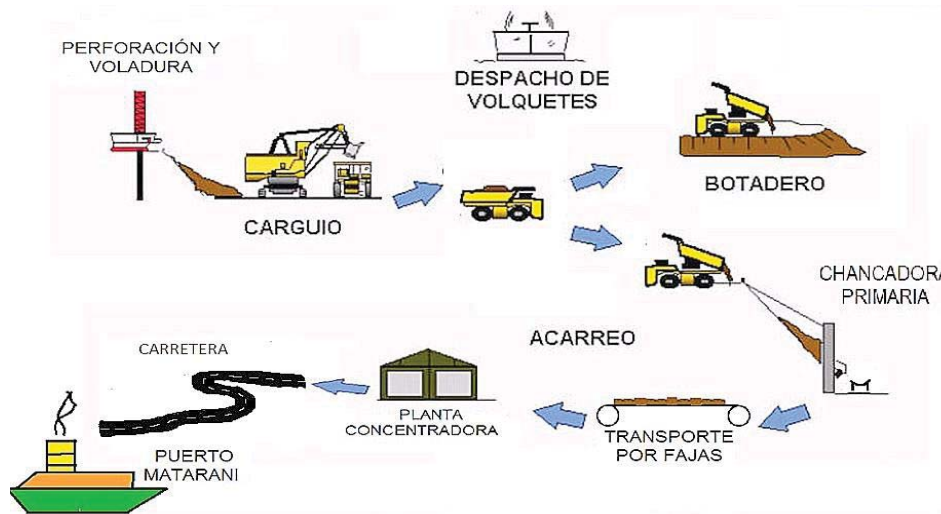 PERFORACIÓN Y
VOLADURA
DESPACHO DE
VOLQUETES
CARGUIO
BOTADERO
CHANCADORA
PRIMARIA
ACARREO
CARRETERA
PLANTA
CONCENTRADORA
TRANSPORTE
POR FAJAS
PUERTO
MATARANI